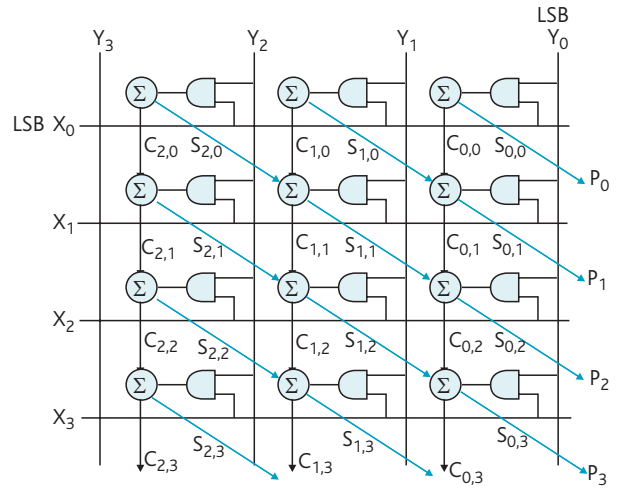 LSB
Y3 Y2 Y1 Y0
Σ Σ Σ
LSB X0
C2,0 S2,0 C1,0 S1,0 C0,0 S0,0
P0
Σ Σ Σ
X1
C2,1 S2,1 C1,1 S1,1 C0,1 S0,1
P1
Σ Σ Σ
X2
C2,2 S2,2 C1,2 S1,2 C0,2 S0,2
P2
Σ Σ Σ
X3
C2,3 S2,3 C1,3 S1,3 C0,3 S0,3
P3